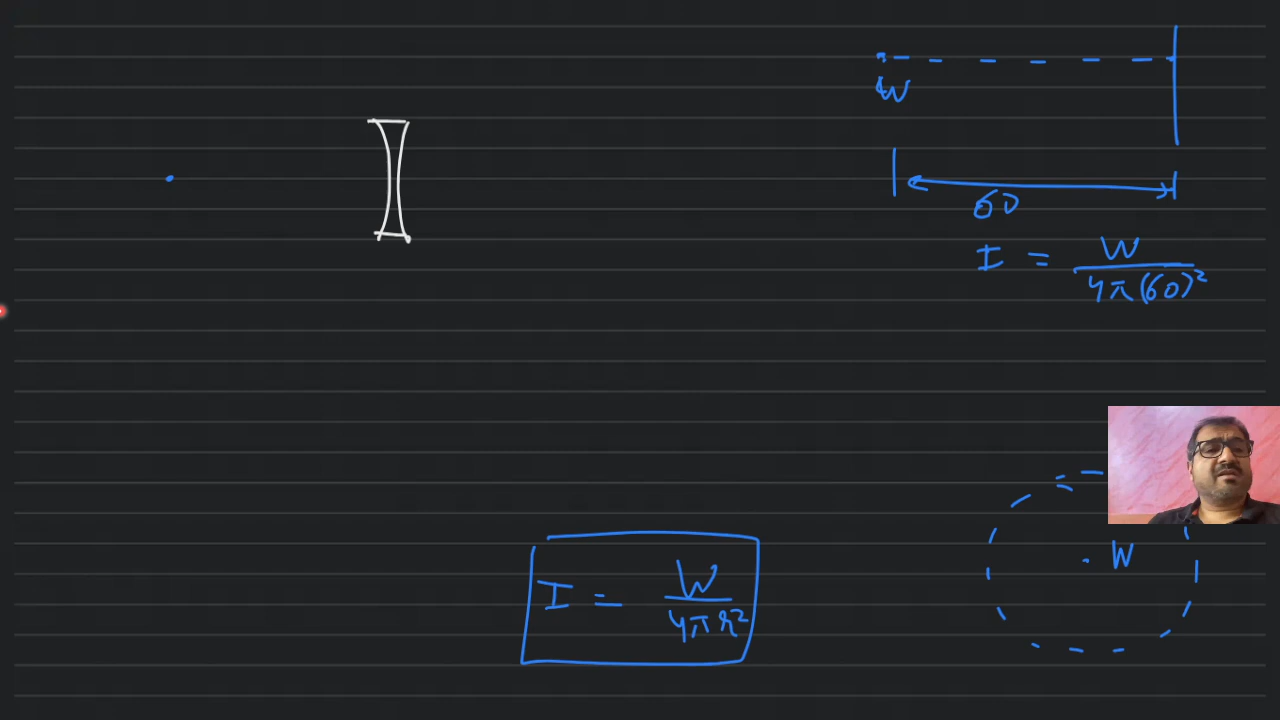 W
60
I = W / 4π(60)²
. W
I = W / 4πr²